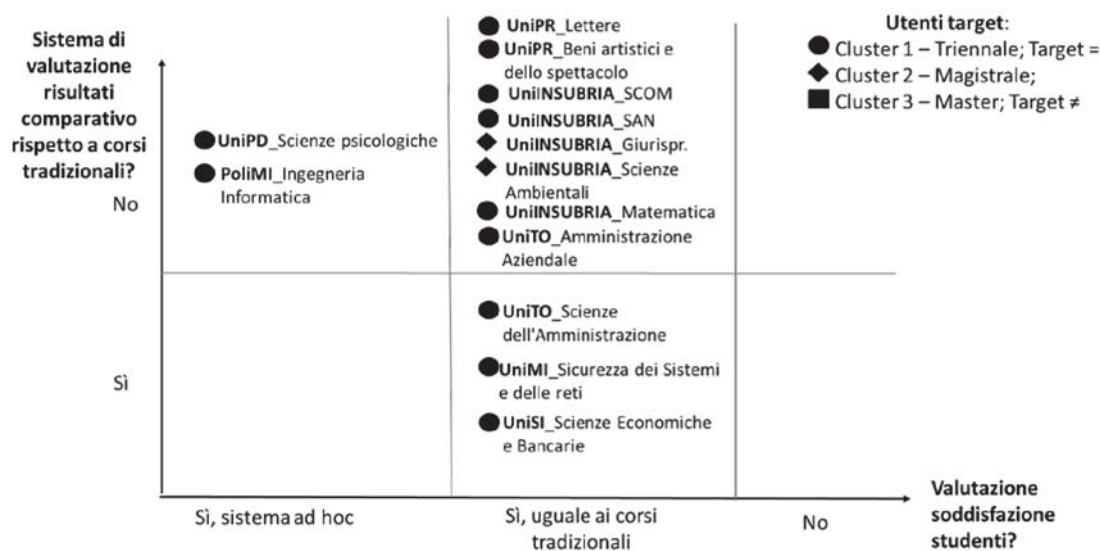 Sistema di
valutazione
risultati
comparativo
rispetto a corsi
tradizionali?
No
Sì
UniPD_Scienze psicologiche
PoliMI_Ingegneria
Informatica
UniPR_Lettere
UniPR_Beni artistici e
dello spettacolo
UniINSUBRIA_SCOM
UniINSUBRIA_SAN
UniINSUBRIA_Giurispr.
UniINSUBRIA_Scienze
Ambientali
UniINSUBRIA_Matematica
UniTO_Amministrazione
Aziendale
UniTO_Scienze
dell'Amministrazione
UniMI_Sicurezza dei Sistemi
e delle reti
UniSI_Scienze Economiche
e Bancarie
Utenti target:
Cluster 1 – Triennale; Target =
Cluster 2 – Magistrale;
Cluster 3 – Master; Target ≠
Sì, sistema ad hoc
Sì, uguale ai corsi
tradizionali
No
Valutazione
soddisfazione
studenti?